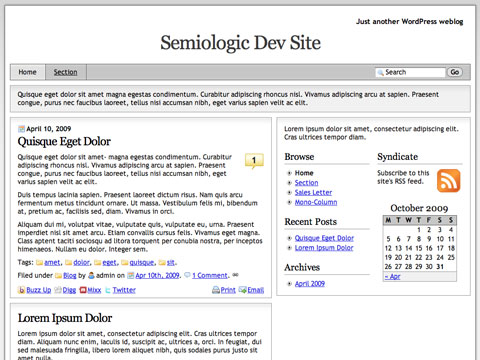 Just another WordPress weblog
Semiologic Dev Site
Home Section Search Go
Quisque eget dolor sit amet magna egestas condimentum. Curabitur adipiscing rhoncus nisl. Vivamus adipiscing arcu at sapien. Praesent
congue, purus nec faucibus laoreet, tellus nisi accumsan nibh, eget varius sapien velit ac elit.
April 10, 2009
Quisque Eget Dolor
Quisque eget dolor sit amet- magna egestas condimentum. Curabitur
adipiscing rhoncus nisl. Vivamus adipiscing arcu at sapien. Praesent
congue, purus nec faucibus laoreet, tellus nisi accumsan nibh, eget
varius sapien velit ac elit.
1
Duis tempus lacinia sapien. Praesent laoreet dictum risus. Nam quis arcu
fermentum metus tincidunt ornare. Ut massa. Vestibulum felis mi, bibendum
at, pretium ac, facilisis sed, diam. Vivamus in orci.
Aliquam dui mi, volutpat vitae, vulputate quis, vulputate eu, urna. Praesent
imperdiet nisl sit amet diam. Etiam convallis cursus felis. Vivamus eget magna.
Class aptent taciti sociosqu ad litora torquent per conubia nostra, per inceptos
himenaeos. Nullam eu dolor. Integer sem.
Tags: amet, dolor, eget, quisque, sit.
Filed under Blog by admin on Apr 10th, 2009. 1 Comment.
Buzz Up Digg Mixx Twitter Print Email
Lorem Ipsum Dolor
Lorem ipsum dolor sit amet, consectetur adipiscing elit. Cras ultrices tempor
diam. Aliquam nunc enim, iaculis id, suscipit ac, ultrices a, orci. In feugiat, dui
sed malesuada fringilla, libero lorem vehicula nibh, quis sodales purus justo sit
amet nulla.
Lorem ipsum dolor sit amet, consectetur adipiscing elit.
Cras ultrices tempor diam.
Browse
Home
Section
Sales Letter
Mono-Column
Recent Posts
Quisque Eget Dolor
Lorem Ipsum Dolor
Archives
April 2009
Syndicate
Subscribe to this
site's RSS feed.
October 2009
M T W T F S S
1 2 3 4
5 6 7 8 9 10 11
12 13 14 15 16 17 18
19 20 21 22 23 24 25
26 27 28 29 30 31
« Apr